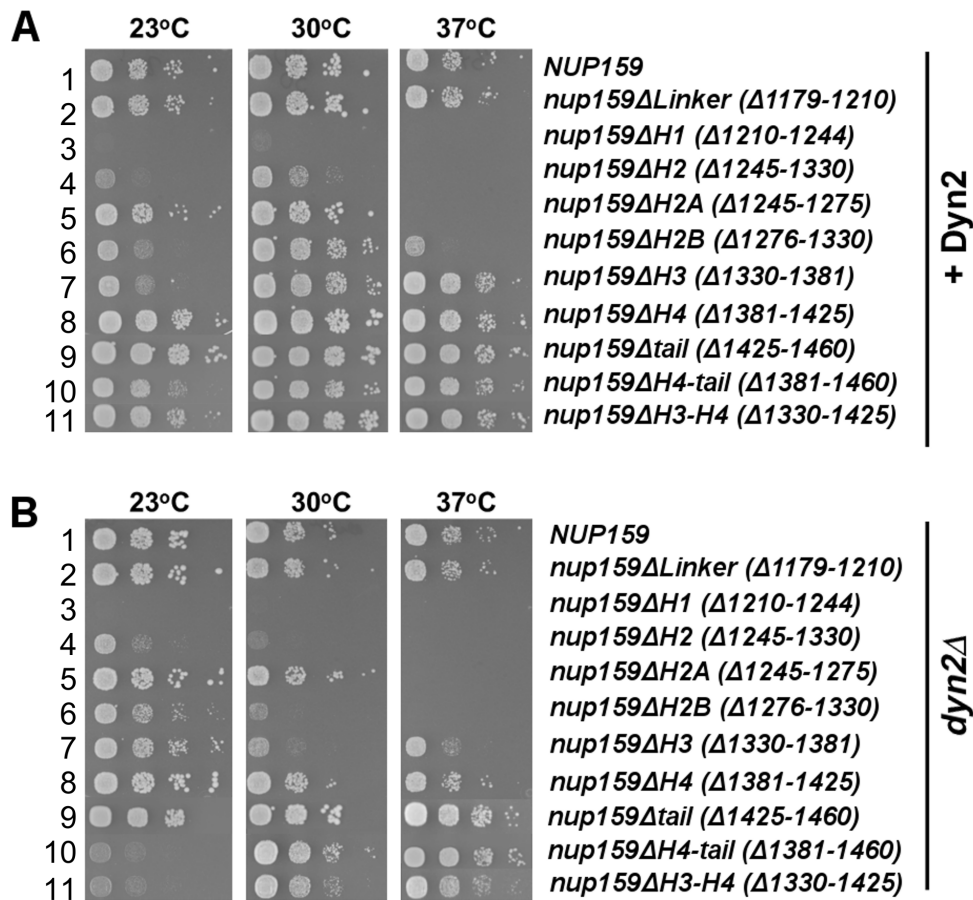 A
23°C 30°C 37°C
1 NUP159
2 nup159ΔLinker (Δ1179-1210)
3 nup159ΔH1 (Δ1210-1244)
4 nup159ΔH2 (Δ1245-1330)
5 nup159ΔH2A (Δ1245-1275)
6 nup159ΔH2B (Δ1276-1330)
7 nup159ΔH3 (Δ1330-1381)
8 nup159ΔH4 (Δ1381-1425)
9 nup159Δtail (Δ1425-1460)
10 nup159ΔH4-tail (Δ1381-1460)
11 nup159ΔH3-H4 (Δ1330-1425)
+ Dyn2
B
23°C 30°C 37°C
1 NUP159
2 nup159ΔLinker (Δ1179-1210)
3 nup159ΔH1 (Δ1210-1244)
4 nup159ΔH2 (Δ1245-1330)
5 nup159ΔH2A (Δ1245-1275)
6 nup159ΔH2B (Δ1276-1330)
7 nup159ΔH3 (Δ1330-1381)
8 nup159ΔH4 (Δ1381-1425)
9 nup159Δtail (Δ1425-1460)
10 nup159ΔH4-tail (Δ1381-1460)
11 nup159ΔH3-H4 (Δ1330-1425)
dyn2Δ